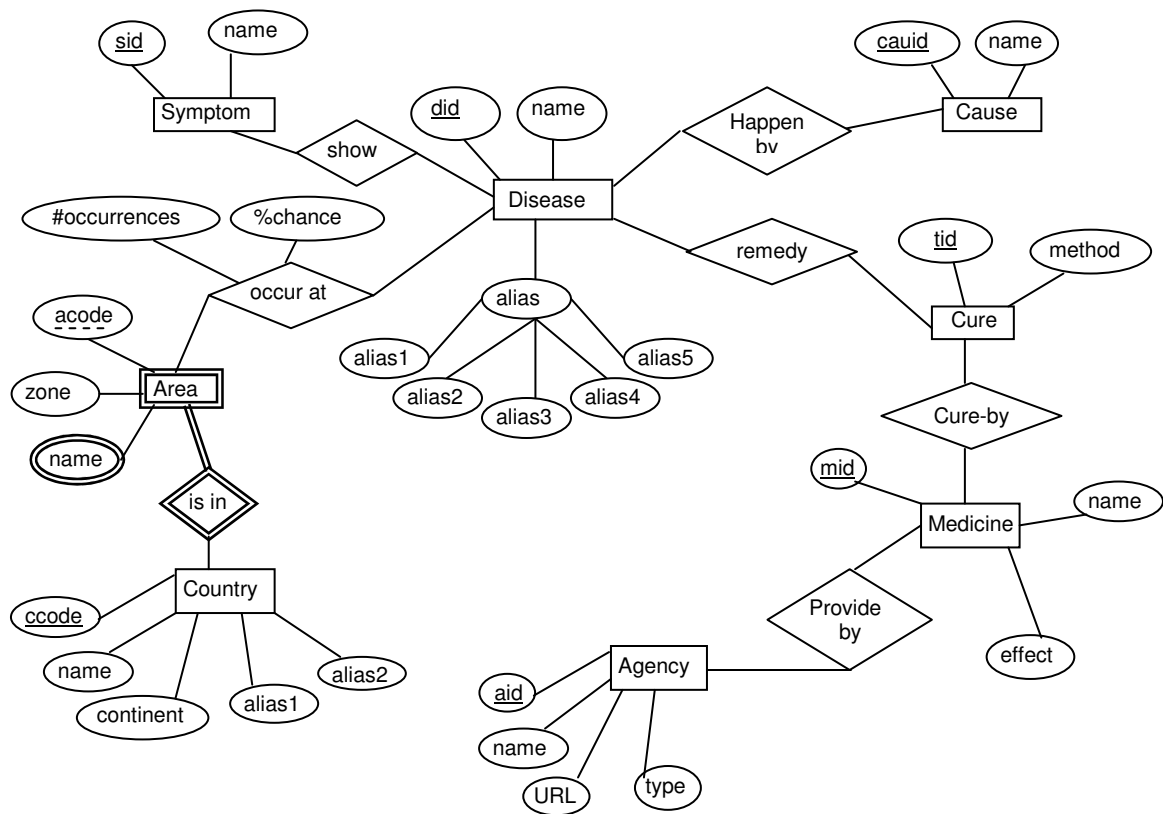 sid
name
cauid
name
Symptom
did
name
Happen
by
Cause
show
Disease
#occurrences
%chance
remedy
tid
method
occur at
alias
acode
Cure
alias1
alias5
zone
Area
alias2
alias4
alias3
Cure-by
name
mid
is in
name
Medicine
Country
ccode
Provide
by
name
alias2
Agency
effect
aid
continent
alias1
name
URL
type